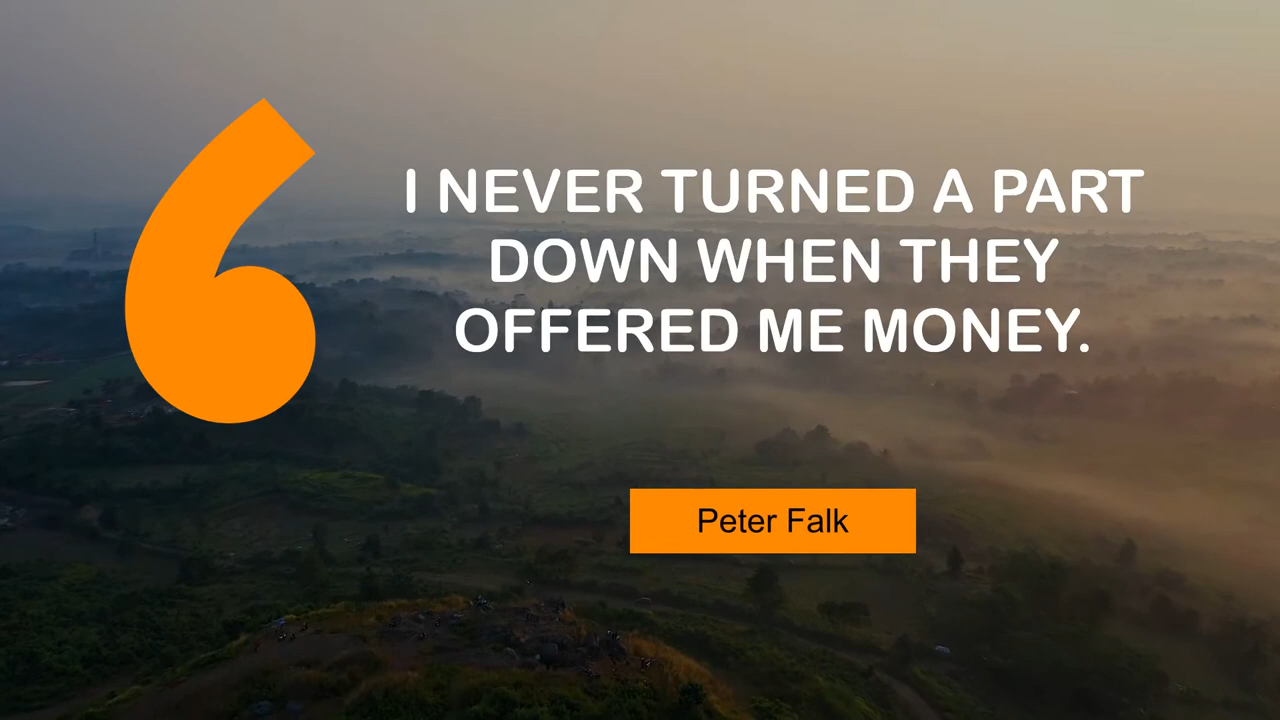 I NEVER TURNED A PART
DOWN WHEN THEY
OFFERED ME MONEY.
Peter Falk